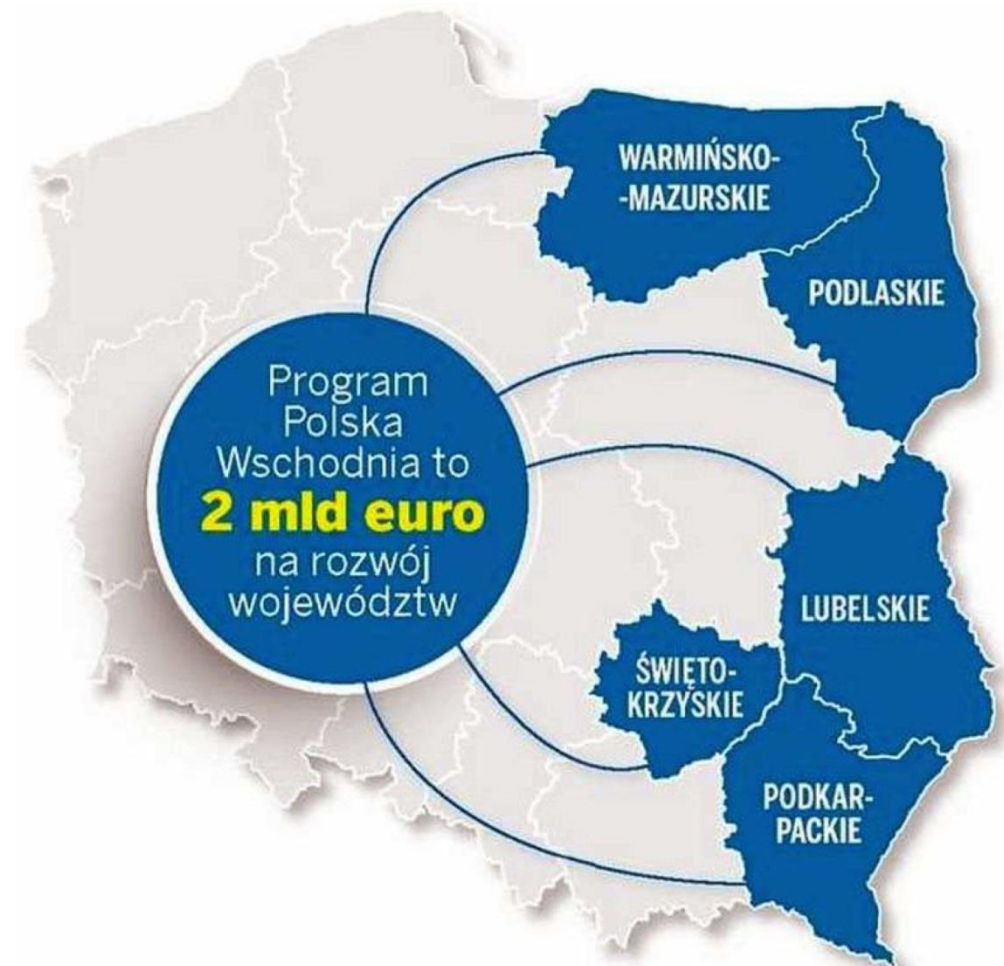 WARMIŃSKO-
-MAZURSKIE
PODLASKIE
Program
Polska
Wschodnia to
2 mld euro
na rozwój
województw
LUBELSKIE
ŚWIĘTO-
KRZYSKIE
PODKAR-
PACKIE